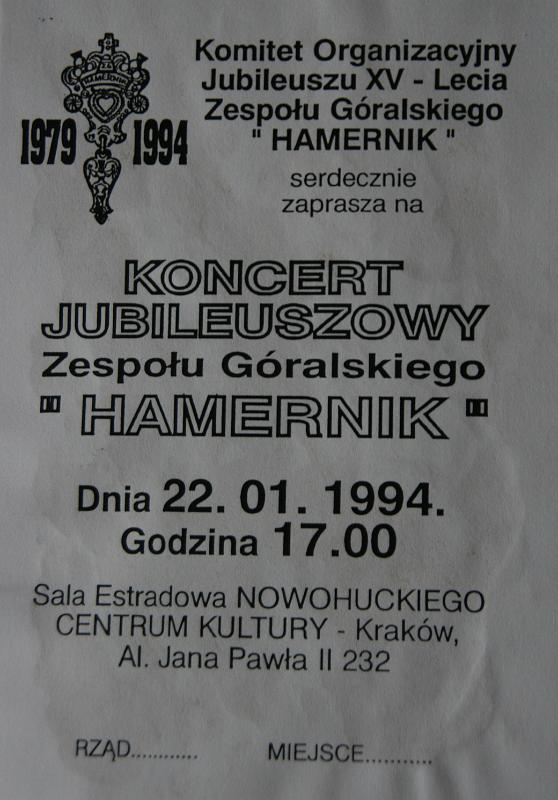 HAMERNIK
1979 1994
Komitet Organizacyjny
Jubileuszu XV - Lecia
Zespołu Góralskiego
" HAMERNIK "
serdecznie
zaprasza na
KONCERT
JUBILEUSZOWY
Zespołu Góralskiego
" HAMERNIK "
Dnia 22. 01. 1994.
Godzina 17.00
Sala Estradowa NOWOHUCKIEGO
CENTRUM KULTURY - Kraków,
Al. Jana Pawła II 232
RZĄD............ MIEJSCE............